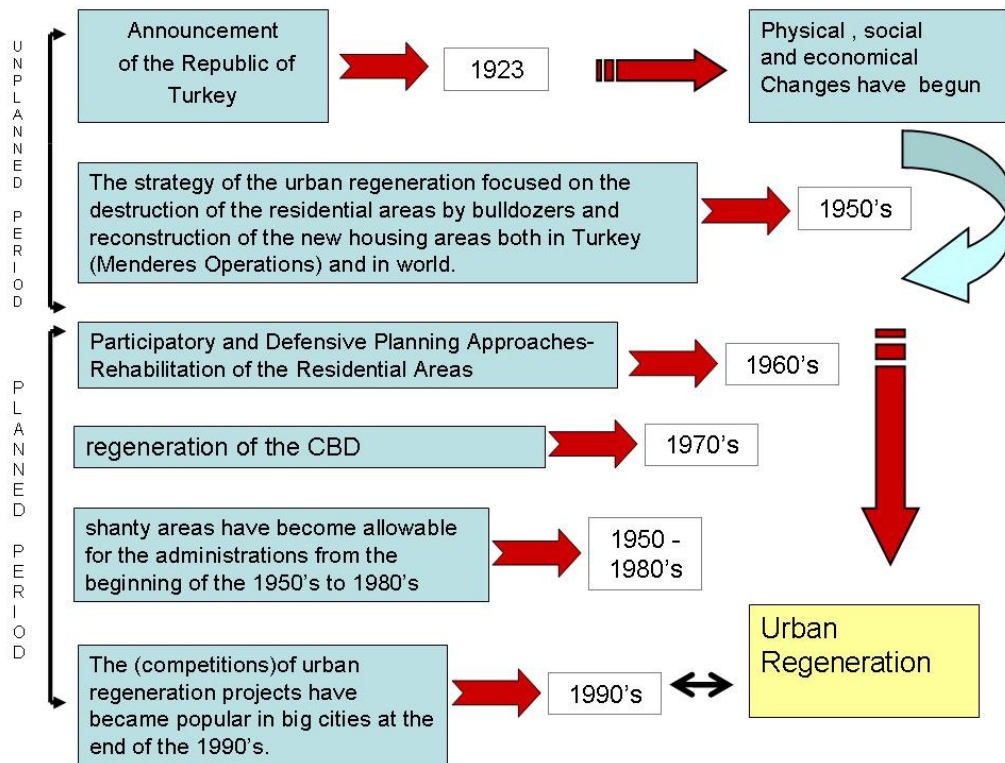 UNPLANNED PERIOD
Announcement
of the Republic of
Turkey
1923
Physical , social
and economical
Changes have begun
The strategy of the urban regeneration focused on the
destruction of the residential areas by bulldozers and
reconstruction of the new housing areas both in Turkey
(Menderes Operations) and in world.
1950's
PLANNED PERIOD
Participatory and Defensive Planning Approaches-
Rehabilitation of the Residential Areas
1960's
regeneration of the CBD
1970's
shanty areas have become allowable
for the administrations from the
beginning of the 1950's to 1980's
1950 -
1980's
The (competitions)of urban
regeneration projects have
became popular in big cities at the
end of the 1990's.
1990's
Urban
Regeneration